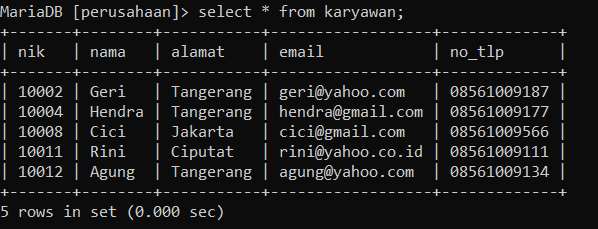 MariaDB [perusahaan]> select * from karyawan;
+-------+--------+-----------+------------------+-------------+
| nik   | nama   | alamat    | email            | no_tlp      |
+-------+--------+-----------+------------------+-------------+
| 10002 | Geri   | Tangerang | geri@yahoo.com   | 08561009187 |
| 10004 | Hendra | Tangerang | hendra@gmail.com | 08561009177 |
| 10008 | Cici   | Jakarta   | cici@gmail.com   | 08561009566 |
| 10011 | Rini   | Ciputat   | rini@yahoo.co.id | 08561009111 |
| 10012 | Agung  | Tangerang | agung@yahoo.com  | 08561009134 |
+-------+--------+-----------+------------------+-------------+
5 rows in set (0.000 sec)